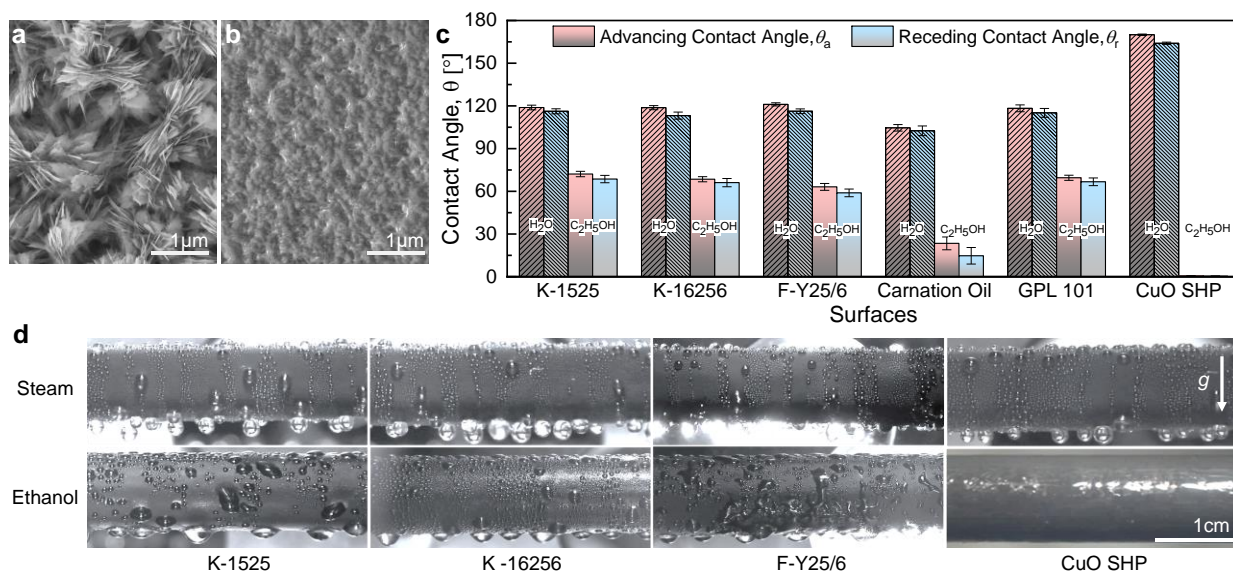 a
1μm
b
1μm
c
Contact Angle, θ [°]
180
150
120
90
60
30
0
Advancing Contact Angle,θa
Receding Contact Angle,θr
H2O
C2H5OH
H2O
C2H5OH
H2O
C2H5OH
H2O
C2H5OH
H2O
C2H5OH
H2O
C2H5OH
K-1525
K-16256
F-Y25/6
Carnation Oil
GPL 101
CuO SHP
Surfaces
d
Steam
g
Ethanol
1cm
K-1525
K -16256
F-Y25/6
CuO SHP